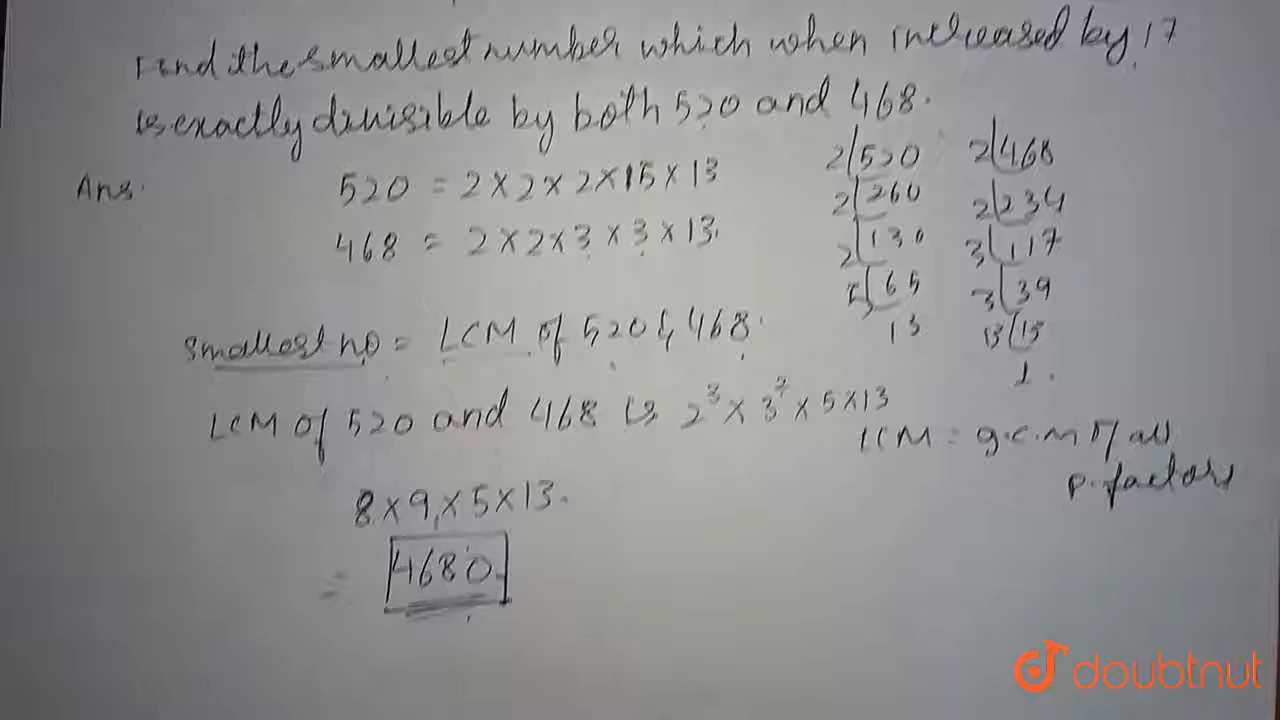 Find the smallest number which when increased by 17
is exactly divisible by both 520 and 468.
Ans.
520 = 2×2×2×15×13
468 = 2×2×3×3×13.
2 520
2 260
2 130
5 65
13
2 468
2 234
3 117
3 39
13 13
1.
Smallest no = LCM of 520 & 468.
LCM of 520 and 468 is 2³×3²×5×13
LCM = g.c.m of all
p. factors
8×9×5×13.
= 4680.
doubtnut